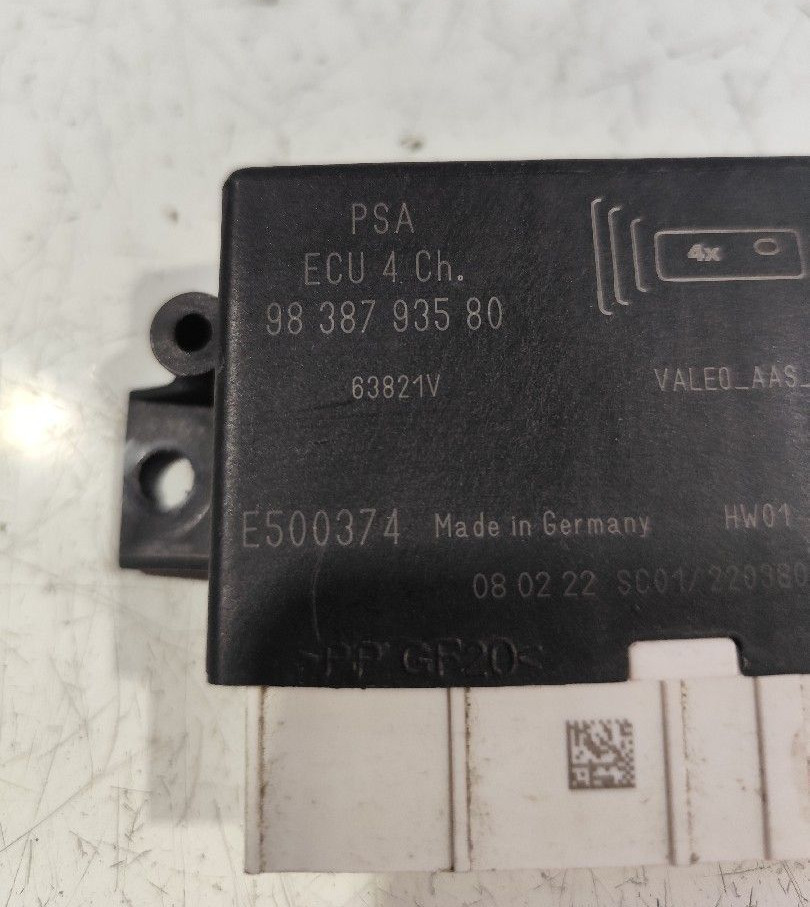 PSA
ECU 4 Ch.
98 387 935 80
4x
63821V
VALEO_AAS_
E500374 Made in Germany HW01
08 02 22 SC01/220380
>PP GF20<